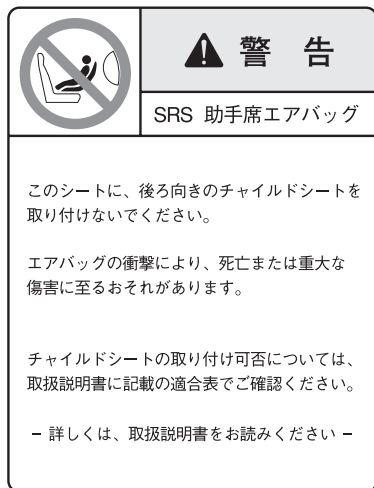 警 告
SRS 助手席エアバッグ
このシートに、後ろ向きのチャイルドシートを
取り付けないでください。
エアバッグの衝撃により、死亡または重大な
傷害に至るおそれがあります。
チャイルドシートの取り付け可否については、
取扱説明書に記載の適合表でご確認ください。
− 詳しくは、取扱説明書をお読みください −